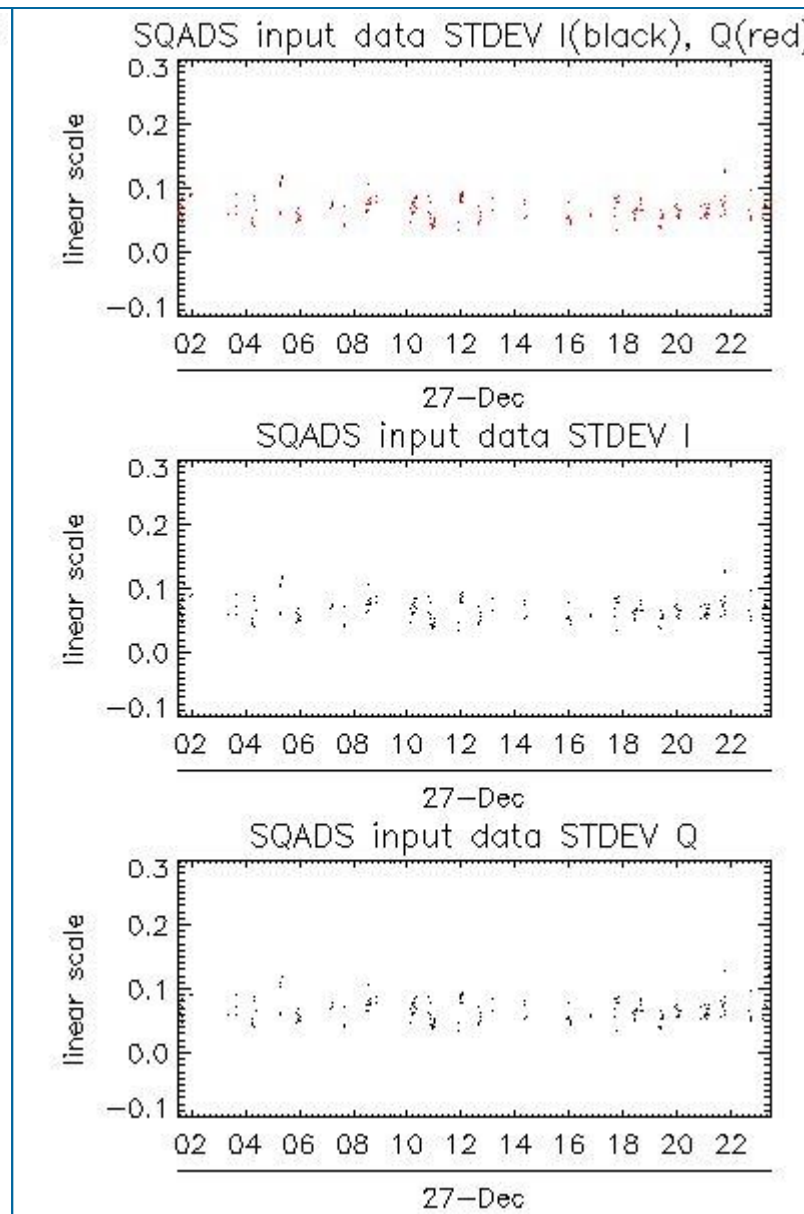 SQADS input data STDEV I(black), Q(red)
0.3
0.2
0.1
0.0
-0.1
linear scale
02 04 06 08 10 12 14 16 18 20 22
27-Dec
SQADS input data STDEV I
0.3
0.2
0.1
0.0
-0.1
linear scale
02 04 06 08 10 12 14 16 18 20 22
27-Dec
SQADS input data STDEV Q
0.3
0.2
0.1
0.0
-0.1
linear scale
02 04 06 08 10 12 14 16 18 20 22
27-Dec